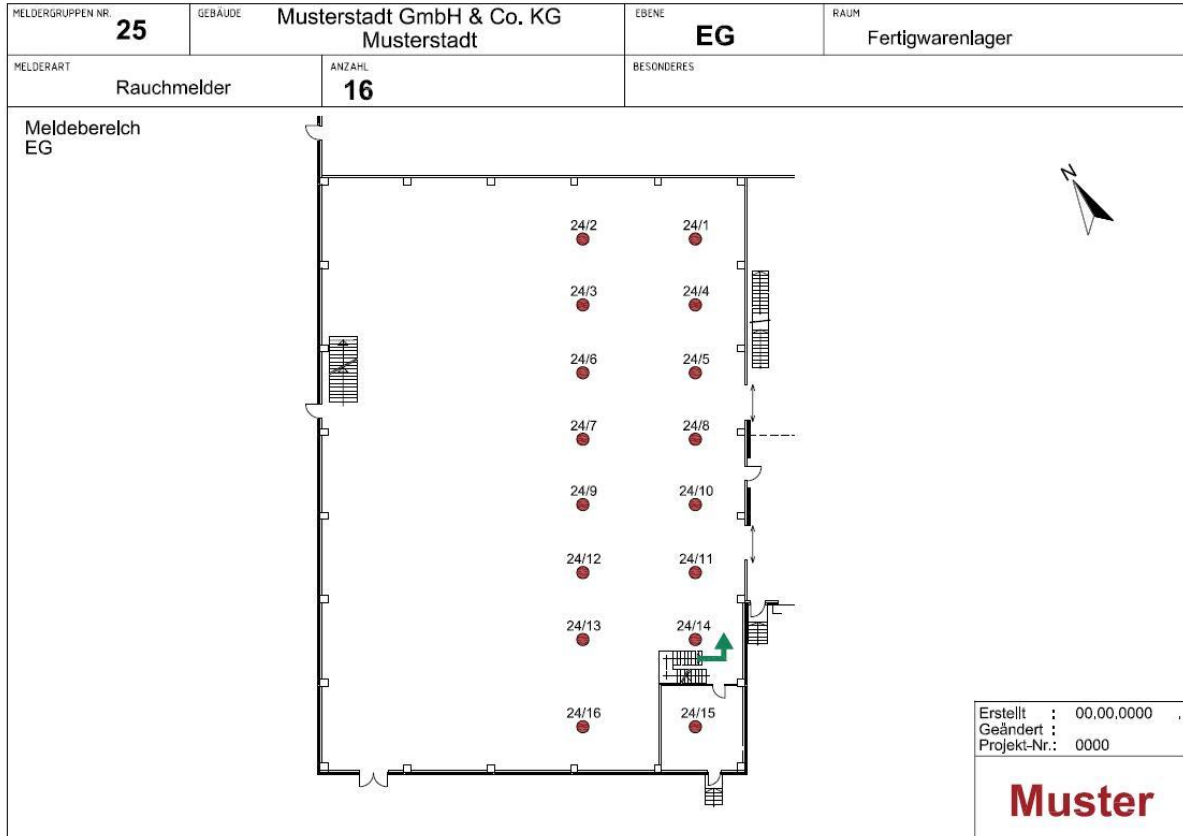 MELDERGRUPPEN NR.
25
GEBÄUDE
Musterstadt GmbH & Co. KG
Musterstadt
EBENE
EG
RAUM
Fertigwarenlager
MELDERART
Rauchmelder
ANZAHL
16
BESONDERES
Meldebereich
EG
N
24/2 24/1
24/3 24/4
24/6 24/5
24/7 24/8
24/9 24/10
24/12 24/11
24/13 24/14
24/16 24/15
Erstellt : 00.00.0000 .
Geändert :
Projekt-Nr.: 0000
Muster